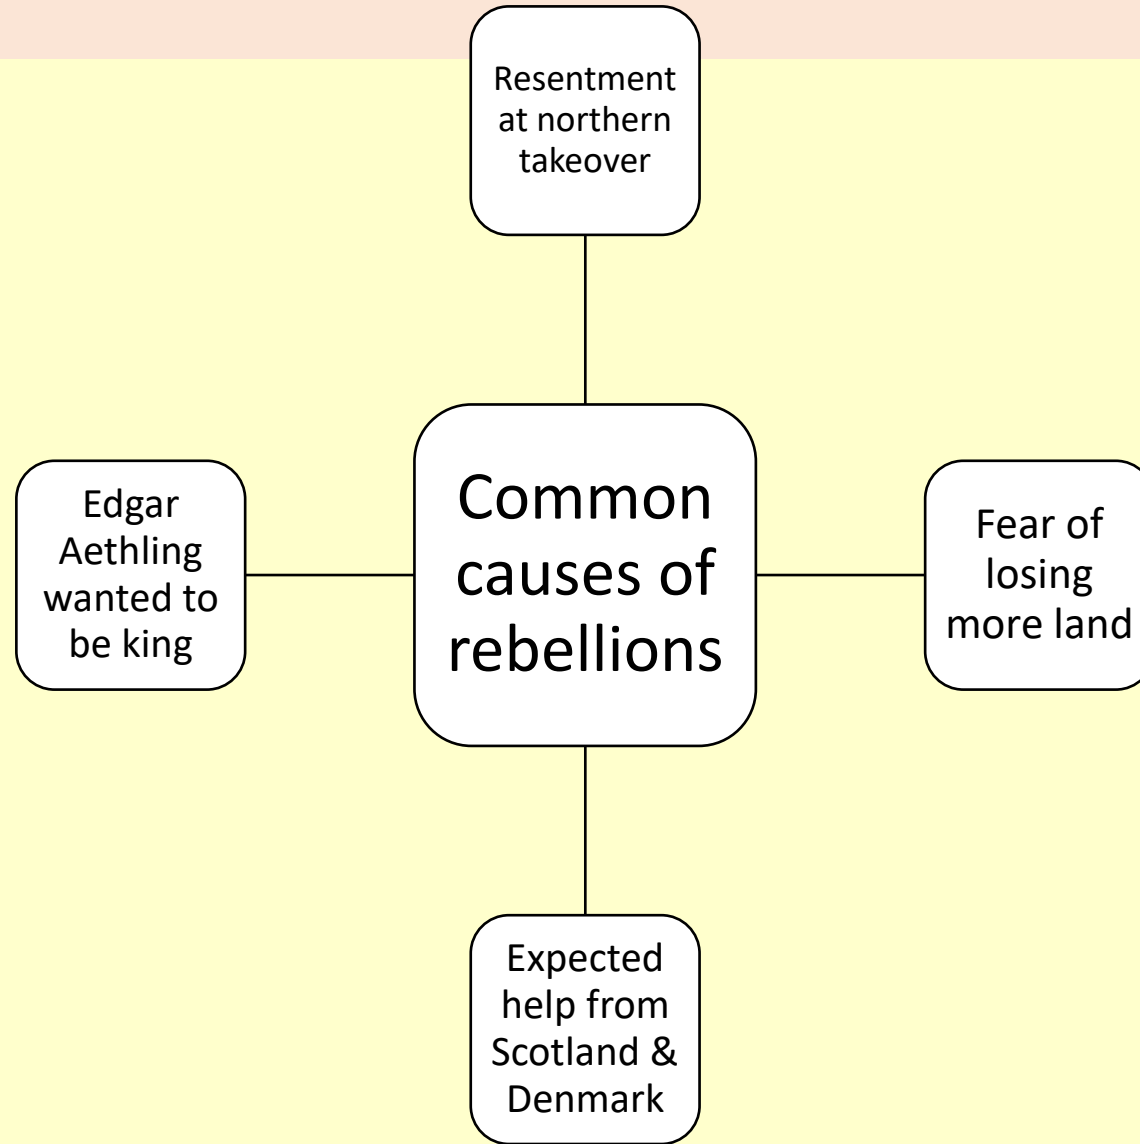 Resentment
at northern
takeover
Edgar
Aethling
wanted to
be king
Common
causes of
rebellions
Fear of
losing
more land
Expected
help from
Scotland &
Denmark